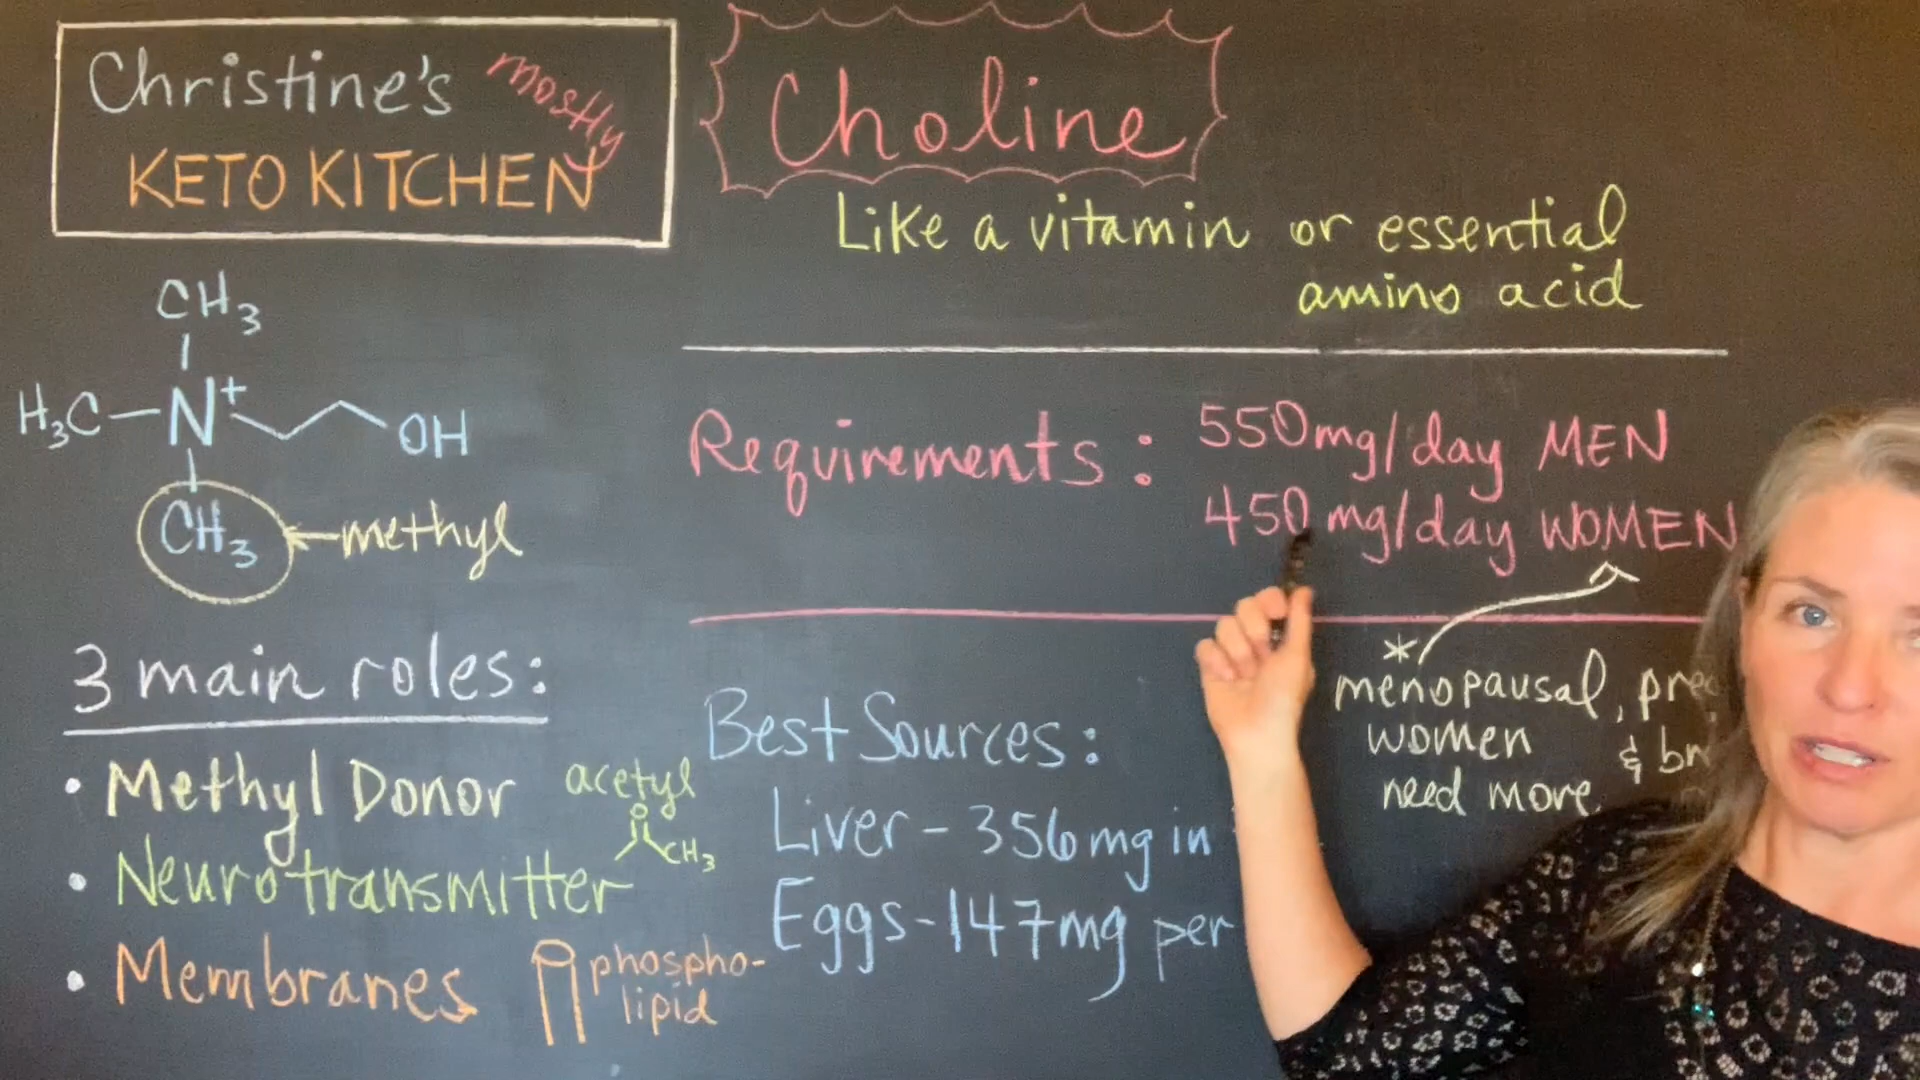 Christine's mostly
KETO KITCHEN
Choline
Like a vitamin or essential
amino acid
CH3
H3C-N+ OH
CH3 ←methyl
Requirements: 550mg/day MEN
450mg/day WOMEN
*
menopausal,
women &
need more.
3 main roles:
• Methyl Donor
acetyl
O
CH3
• Neurotransmitter
• Membranes
phospho-
lipid
Best Sources:
Liver - 356mg in
Eggs - 147mg per